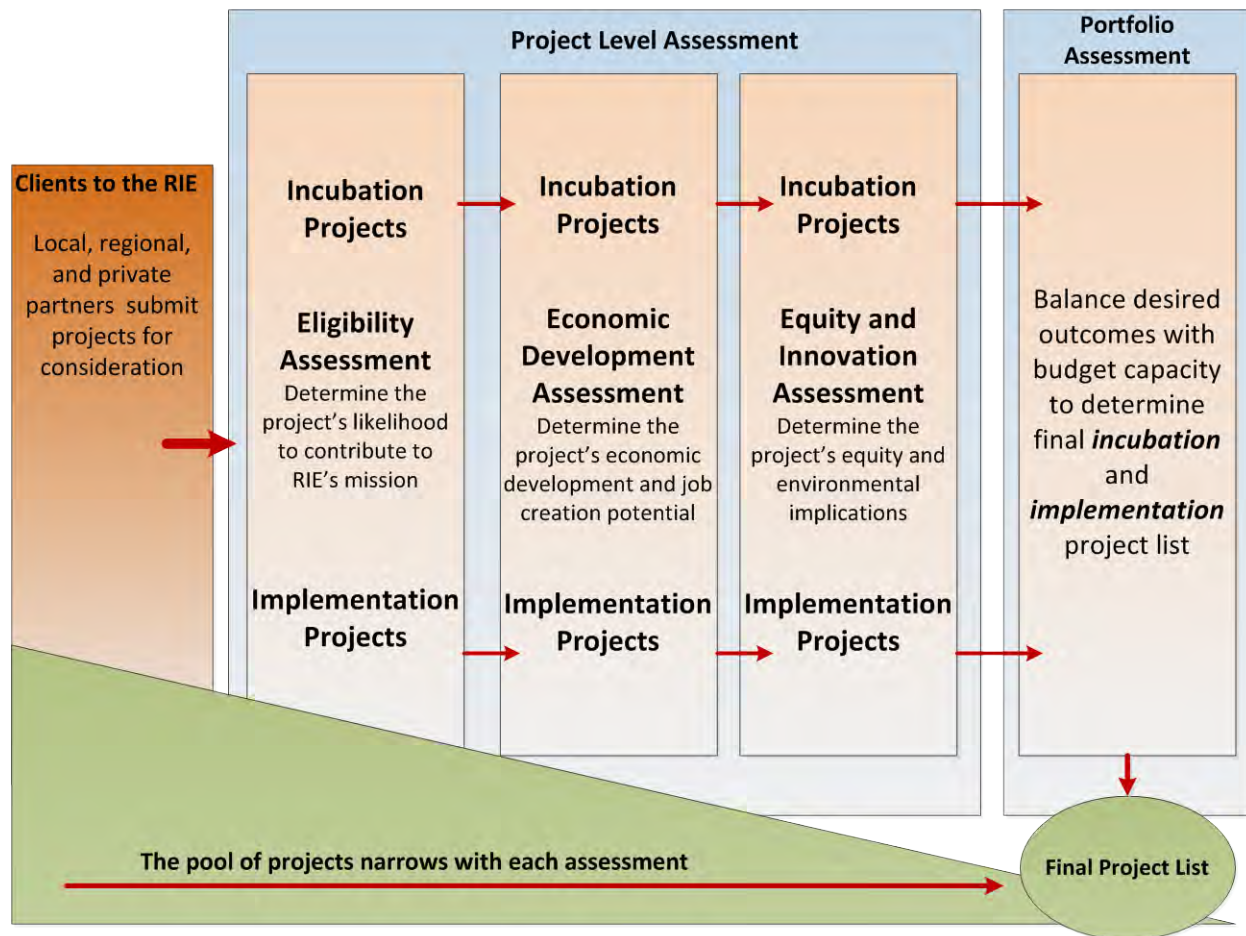 Project Level Assessment
Portfolio
Assessment
Clients to the RIE
Local, regional,
and private
partners submit
projects for
consideration
Incubation
Projects
Eligibility
Assessment
Determine the
project's likelihood
to contribute to
RIE's mission
Implementation
Projects
Incubation
Projects
Economic
Development
Assessment
Determine the
project's economic
development and job
creation potential
Implementation
Projects
Incubation
Projects
Equity and
Innovation
Assessment
Determine the
project's equity and
environmental
implications
Implementation
Projects
Balance desired
outcomes with
budget capacity
to determine
final incubation
and
implementation
project list
The pool of projects narrows with each assessment
Final Project List